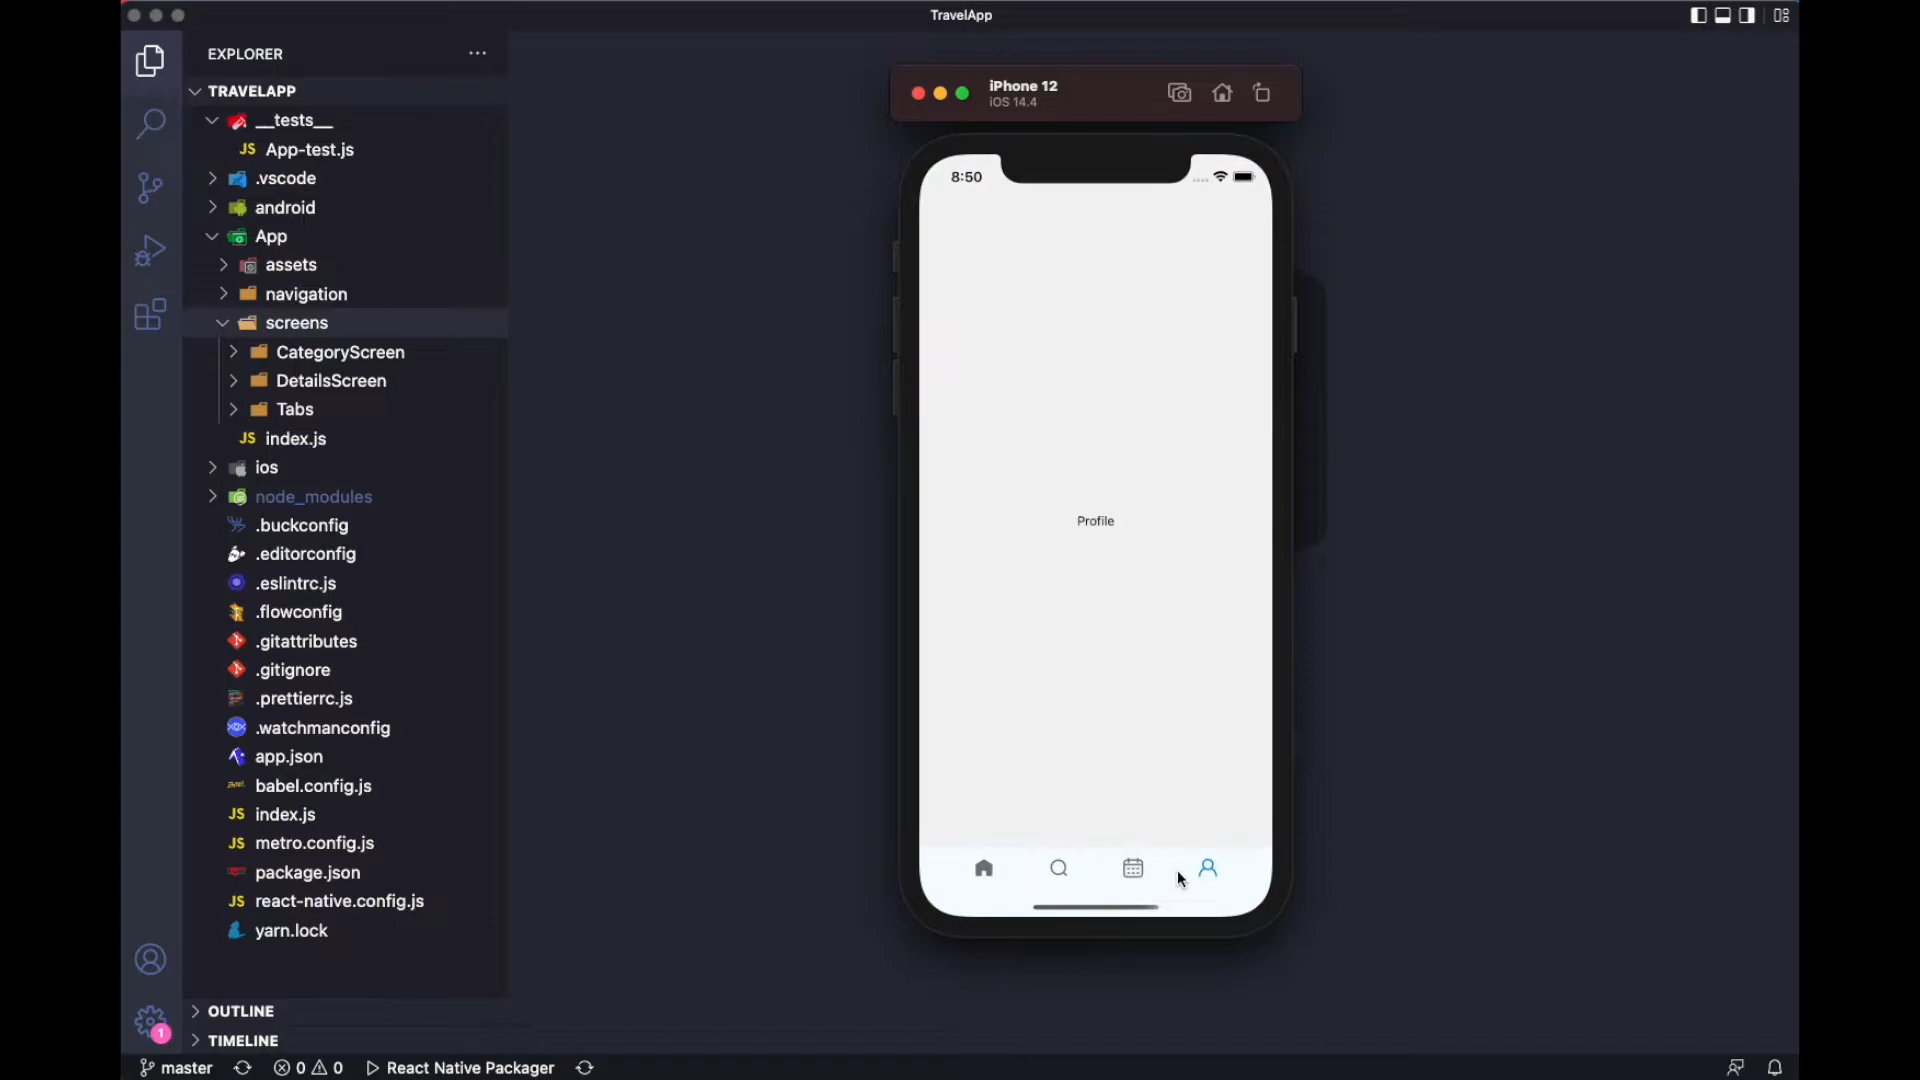 TravelApp
EXPLORER
TRAVELAPP
__tests__
JS App-test.js
.vscode
android
App
assets
navigation
screens
CategoryScreen
DetailsScreen
Tabs
JS index.js
ios
node_modules
.buckconfig
.editorconfig
.eslintrc.js
.flowconfig
.gitattributes
.gitignore
.prettierrc.js
.watchmanconfig
app.json
babel.config.js
JS index.js
JS metro.config.js
package.json
JS react-native.config.js
yarn.lock
OUTLINE
1
TIMELINE
master 0 0 React Native Packager
iPhone 12
iOS 14.4
8:50
Profile